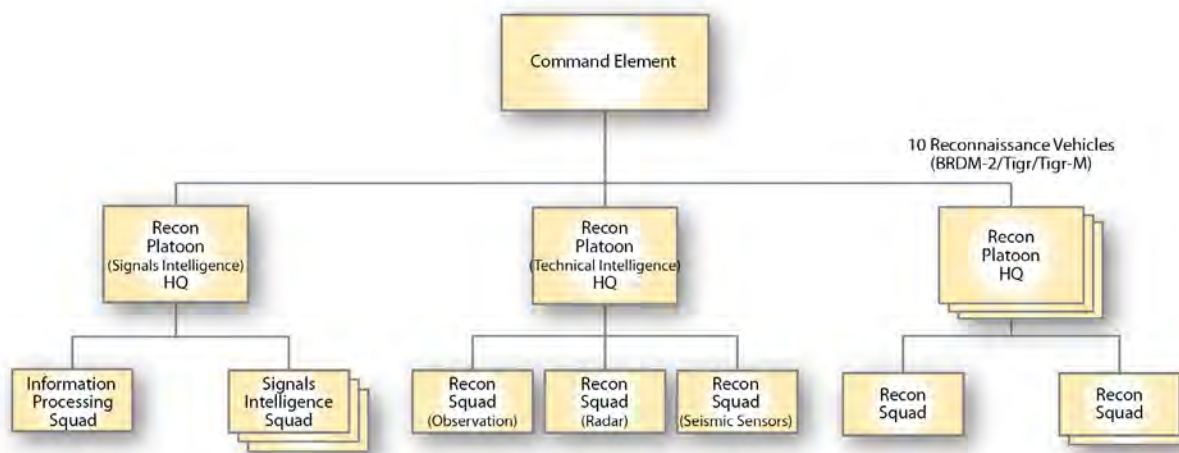 Command Element
10 Reconnaissance Vehicles
(BRDM-2/Tigr/Tigr-M)
Recon
Platoon
(Signals Intelligence)
HQ
Recon
Platoon
(Technical Intelligence)
HQ
Recon
Platoon
HQ
Information
Processing
Squad
Signals
Intelligence
Squad
Recon
Squad
(Observation)
Recon
Squad
(Radar)
Recon
Squad
(Seismic Sensors)
Recon
Squad
Recon
Squad